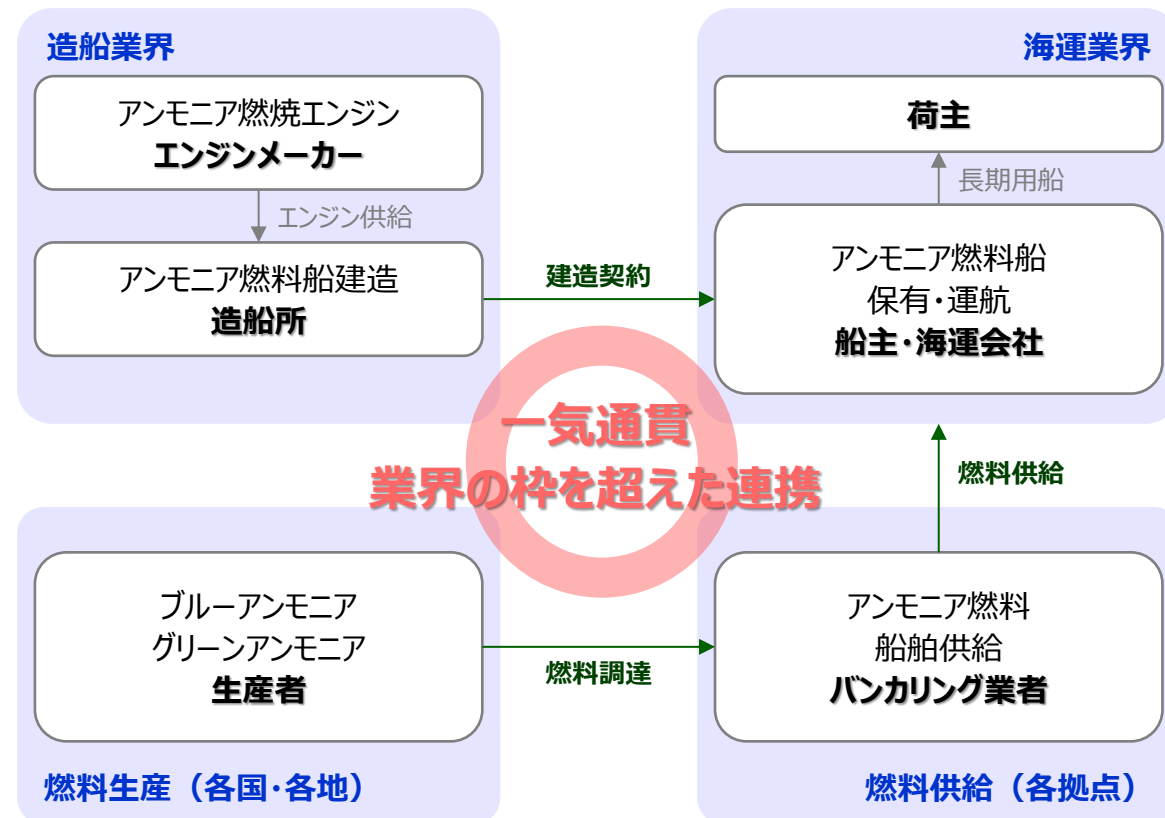 造船業界
アンモニア燃焼エンジン
エンジンメーカー
エンジン供給
アンモニア燃料船建造
造船所
建造契約
海運業界
荷主
長期用船
アンモニア燃料船
保有・運航
船主・海運会社
一気通貫
業界の枠を超えた連携
燃料供給
ブルーアンモニア
グリーンアンモニア
生産者
燃料生産（各国・各地）
燃料調達
アンモニア燃料
船舶供給
バンカリング業者
燃料供給（各拠点）